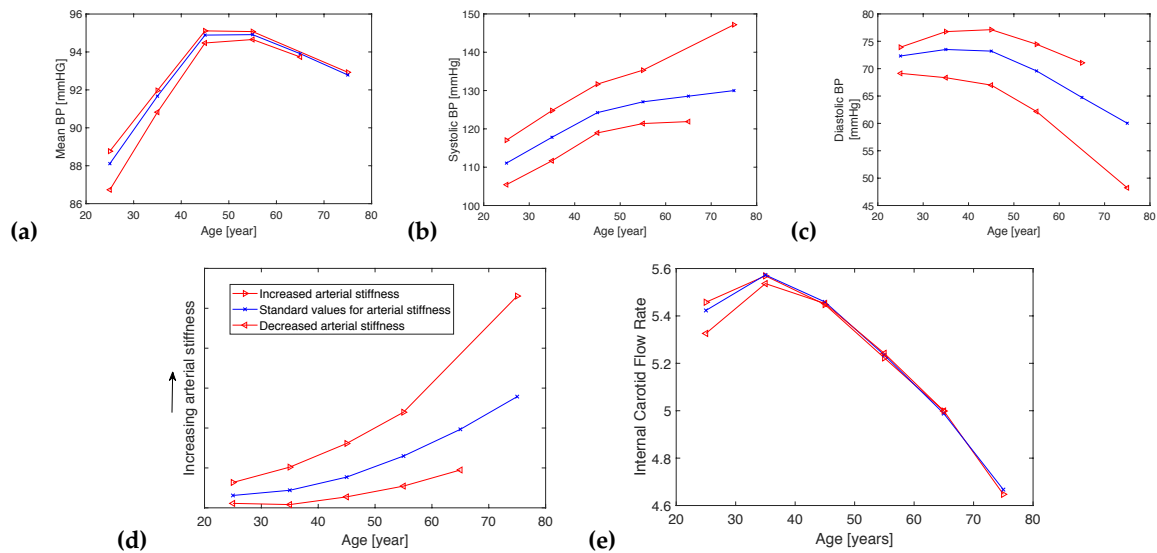 96
94
92
90
88
86
Mean BP [mmHG]
20 30 40 50 60 70 80
Age [year]
(a)
150
140
130
120
110
100
Systolic BP [mmHg]
20 30 40 50 60 70 80
Age [year]
(b)
80
75
70
65
60
55
50
45
Diastolic BP
[mmHg]
20 30 40 50 60 70 80
Age [year]
(c)
Increased arterial stiffness
Standard values for arterial stiffness
Decreased arterial stiffness
Increasing arterial stiffness
20 30 40 50 60 70 80
Age [year]
(d)
5.6
5.4
5.2
5
4.8
4.6
Internal Carotid Flow Rate
20 30 40 50 60 70 80
Age [years]
(e)